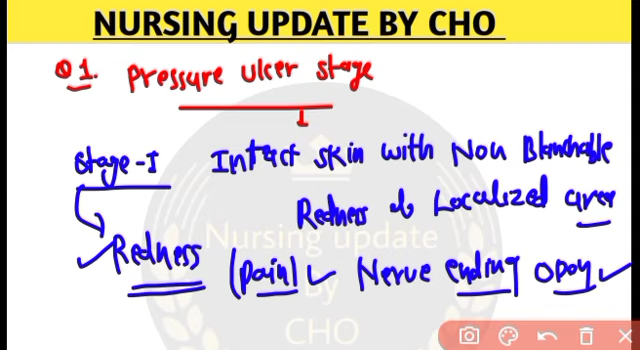 NURSING UPDATE BY CHO
Q1. Pressure ulcer stage
Stage-I Intact skin with Non Blanchable
Redness of Localized area
Redness (Pain) Nerve ending open
Nursing update
By
CHO